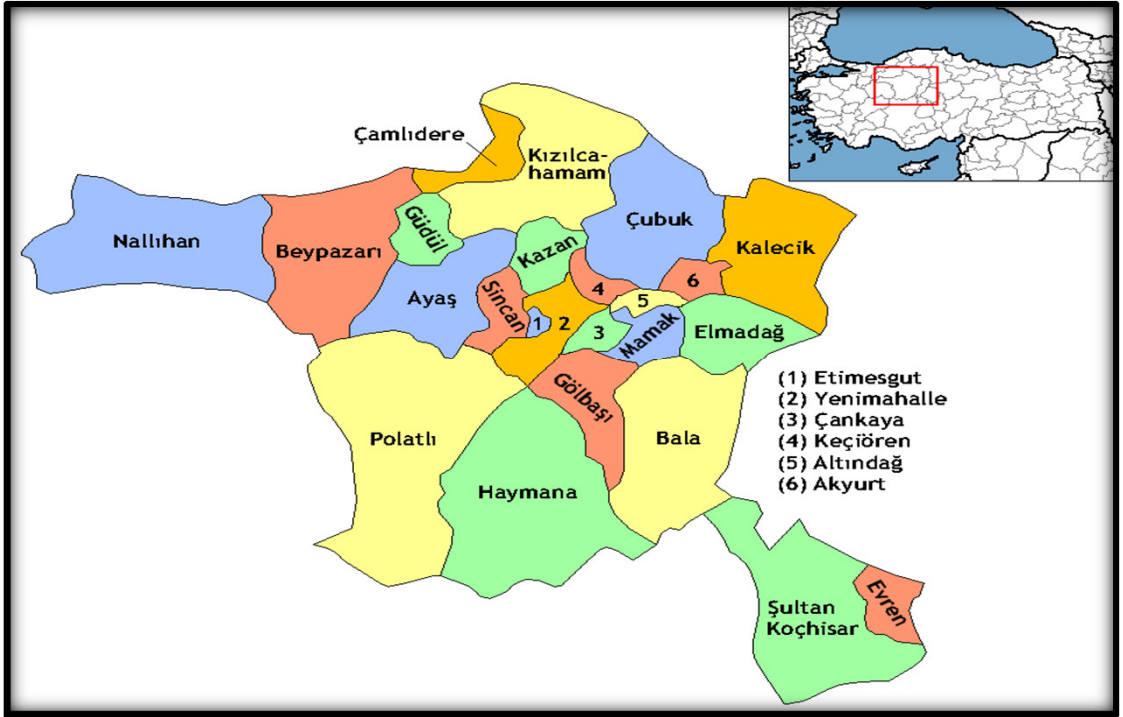 Çamlıdere
Kızılca-
hamam
Çubuk
Kalecik
Nallıhan
Beypazarı
Güdül
Kazan
Ayaş
Sincan
4
6
5
1
2
3
Mamak
Elmadağ
Gölbaşı
Polatlı
Bala
Haymana
(1) Etimesgut
(2) Yenimahalle
(3) Çankaya
(4) Keçiören
(5) Altındağ
(6) Akyurt
Şultan
Koçhisar
Evren